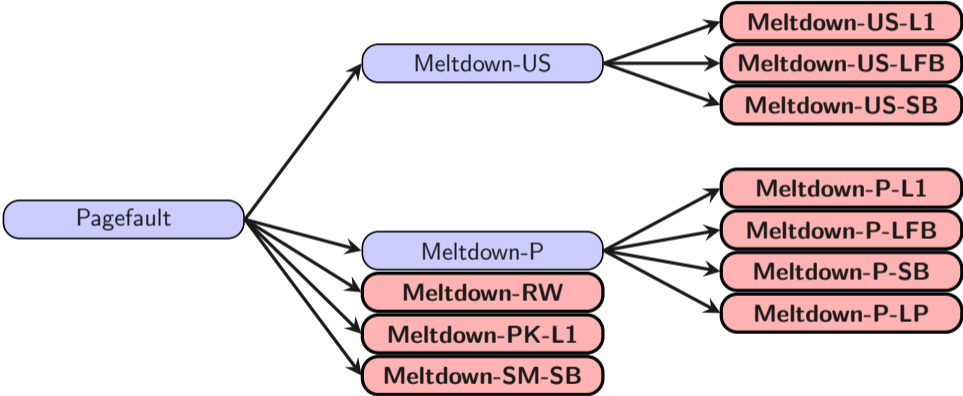 Pagefault
Meltdown-US
Meltdown-US-L1
Meltdown-US-LFB
Meltdown-US-SB
Meltdown-P
Meltdown-P-L1
Meltdown-P-LFB
Meltdown-P-SB
Meltdown-P-LP
Meltdown-RW
Meltdown-PK-L1
Meltdown-SM-SB